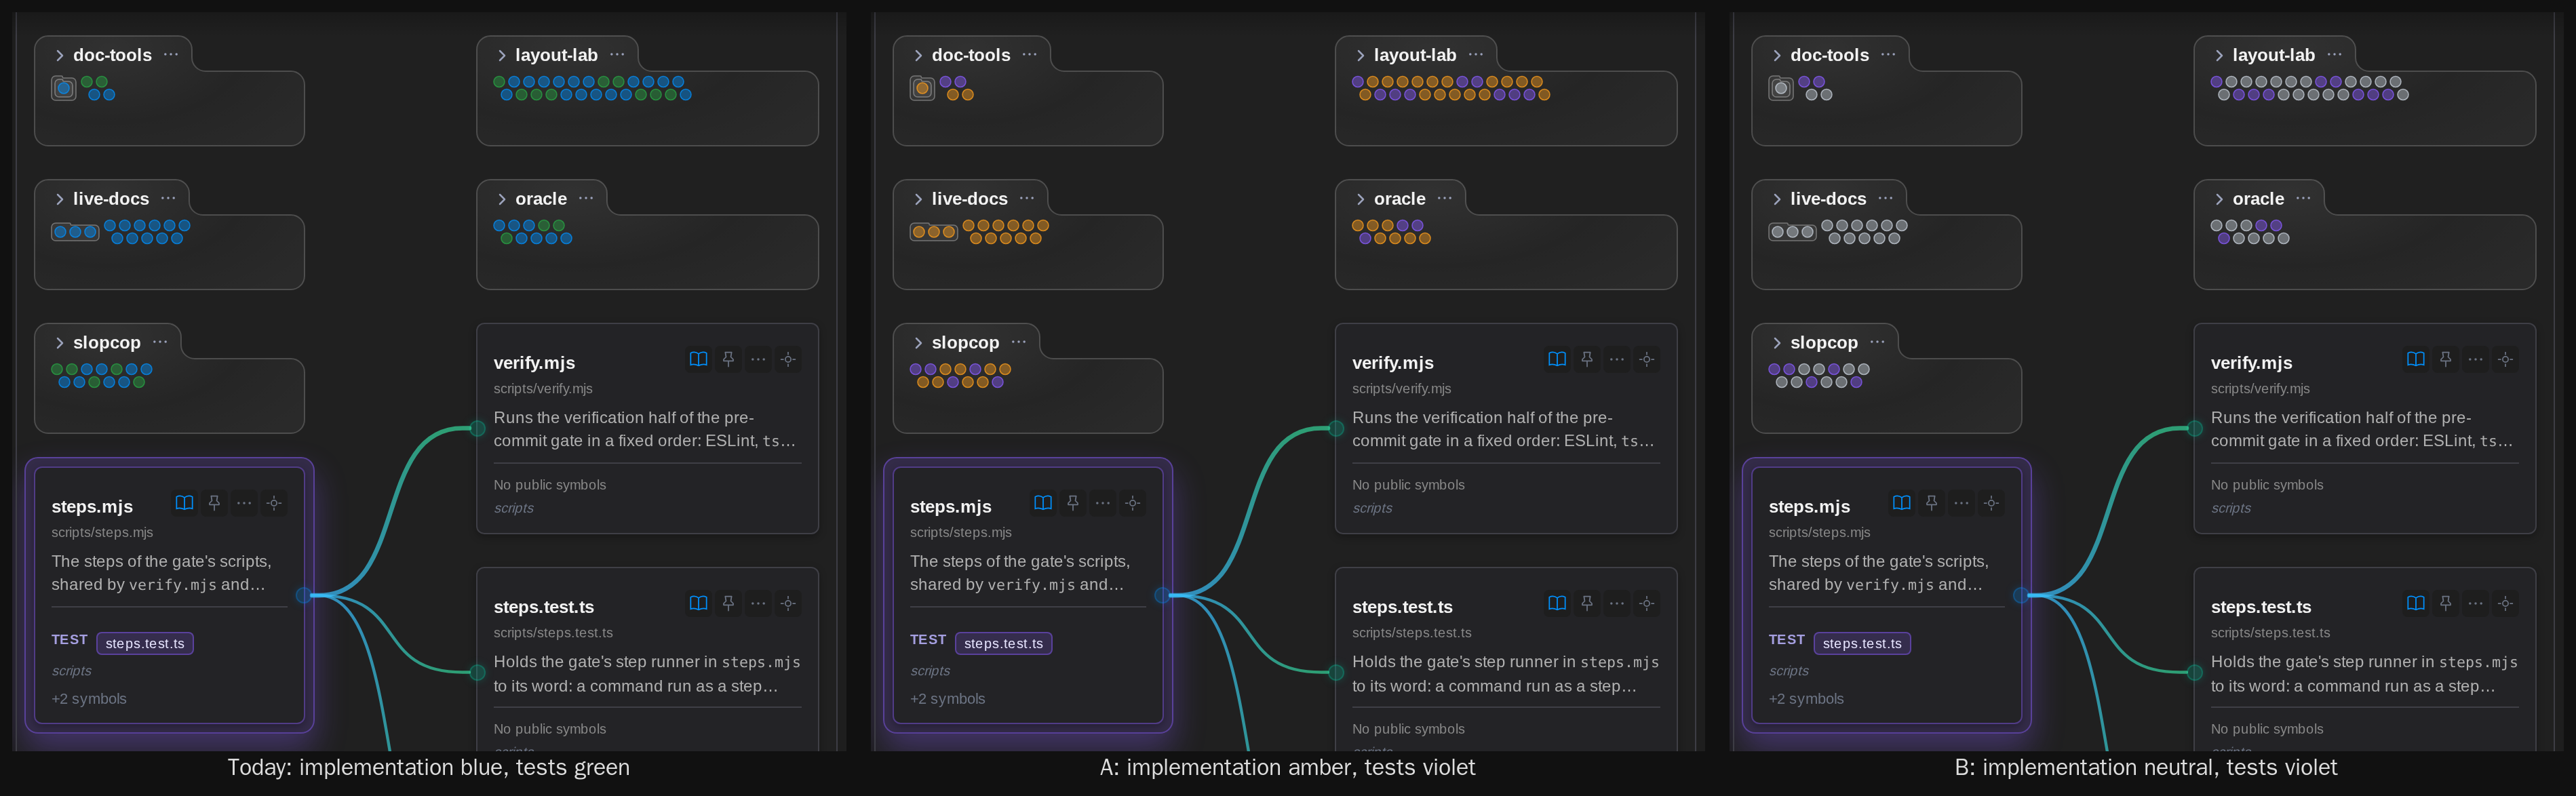 doc-tools ...
layout-lab ...
live-docs ...
oracle ...
slopcop ...
verify.mjs
scripts/verify.mjs
Runs the verification half of the pre-
commit gate in a fixed order: ESLint, ts...
No public symbols
scripts
steps.mjs
scripts/steps.mjs
The steps of the gate's scripts,
shared by verify.mjs and...
TEST steps.test.ts
scripts
+2 symbols
steps.test.ts
scripts/steps.test.ts
Holds the gate's step runner in steps.mjs
to its word: a command run as a step...
No public symbols
scripts
Today: implementation blue, tests green
doc-tools ...
layout-lab ...
live-docs ...
oracle ...
slopcop ...
verify.mjs
scripts/verify.mjs
Runs the verification half of the pre-
commit gate in a fixed order: ESLint, ts...
No public symbols
scripts
steps.mjs
scripts/steps.mjs
The steps of the gate's scripts,
shared by verify.mjs and...
TEST steps.test.ts
scripts
+2 symbols
steps.test.ts
scripts/steps.test.ts
Holds the gate's step runner in steps.mjs
to its word: a command run as a step...
No public symbols
scripts
A: implementation amber, tests violet
doc-tools ...
layout-lab ...
live-docs ...
oracle ...
slopcop ...
verify.mjs
scripts/verify.mjs
Runs the verification half of the pre-
commit gate in a fixed order: ESLint, ts...
No public symbols
scripts
steps.mjs
scripts/steps.mjs
The steps of the gate's scripts,
shared by verify.mjs and...
TEST steps.test.ts
scripts
+2 symbols
steps.test.ts
scripts/steps.test.ts
Holds the gate's step runner in steps.mjs
to its word: a command run as a step...
No public symbols
scripts
B: implementation neutral, tests violet